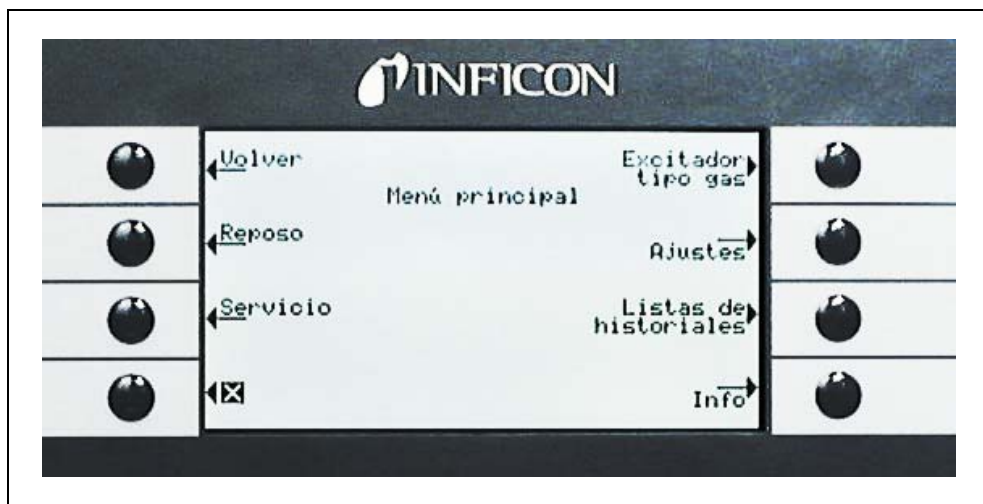 INFICON
Volver
Excitador
tipo gas
Menú principal
Reposo
Ajustes
Servicio
Listas de
historiales
Info